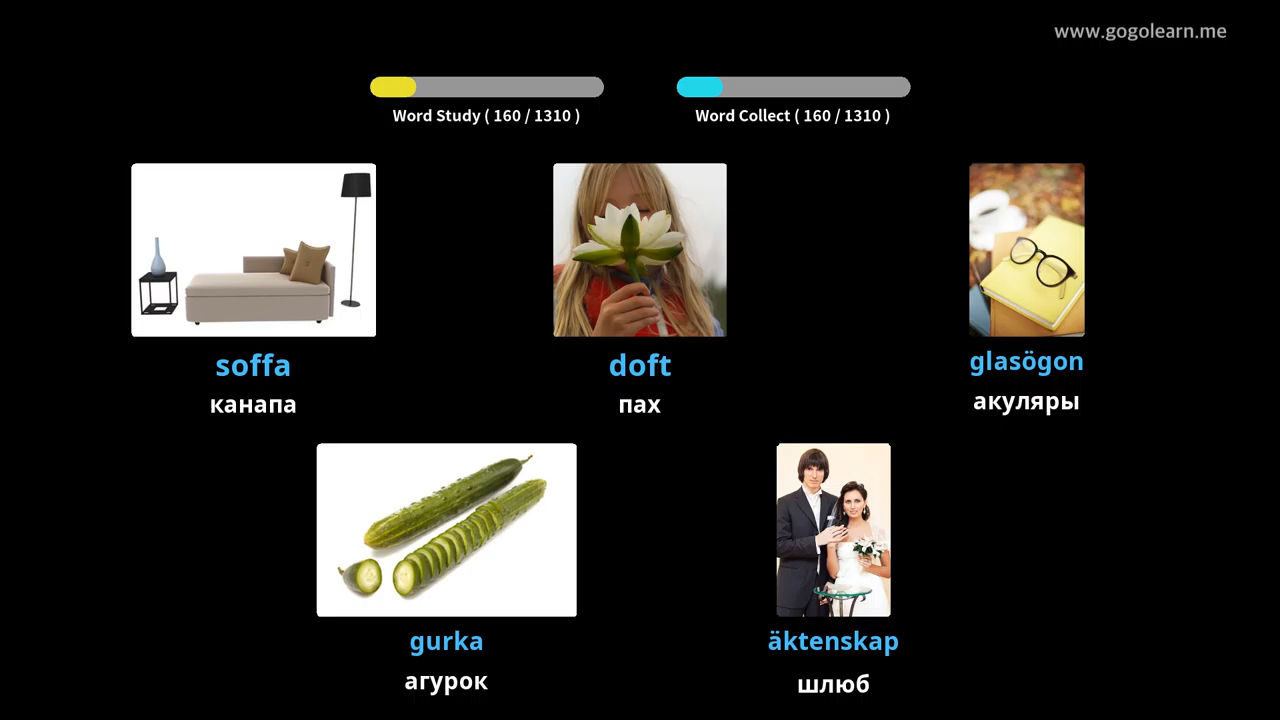 www.gogolearn.me
Word Study ( 160 / 1310 )
Word Collect ( 160 / 1310 )
soffa
канапа
doft
пах
glasögon
акуляры
gurka
агурок
äktenskap
шлюб